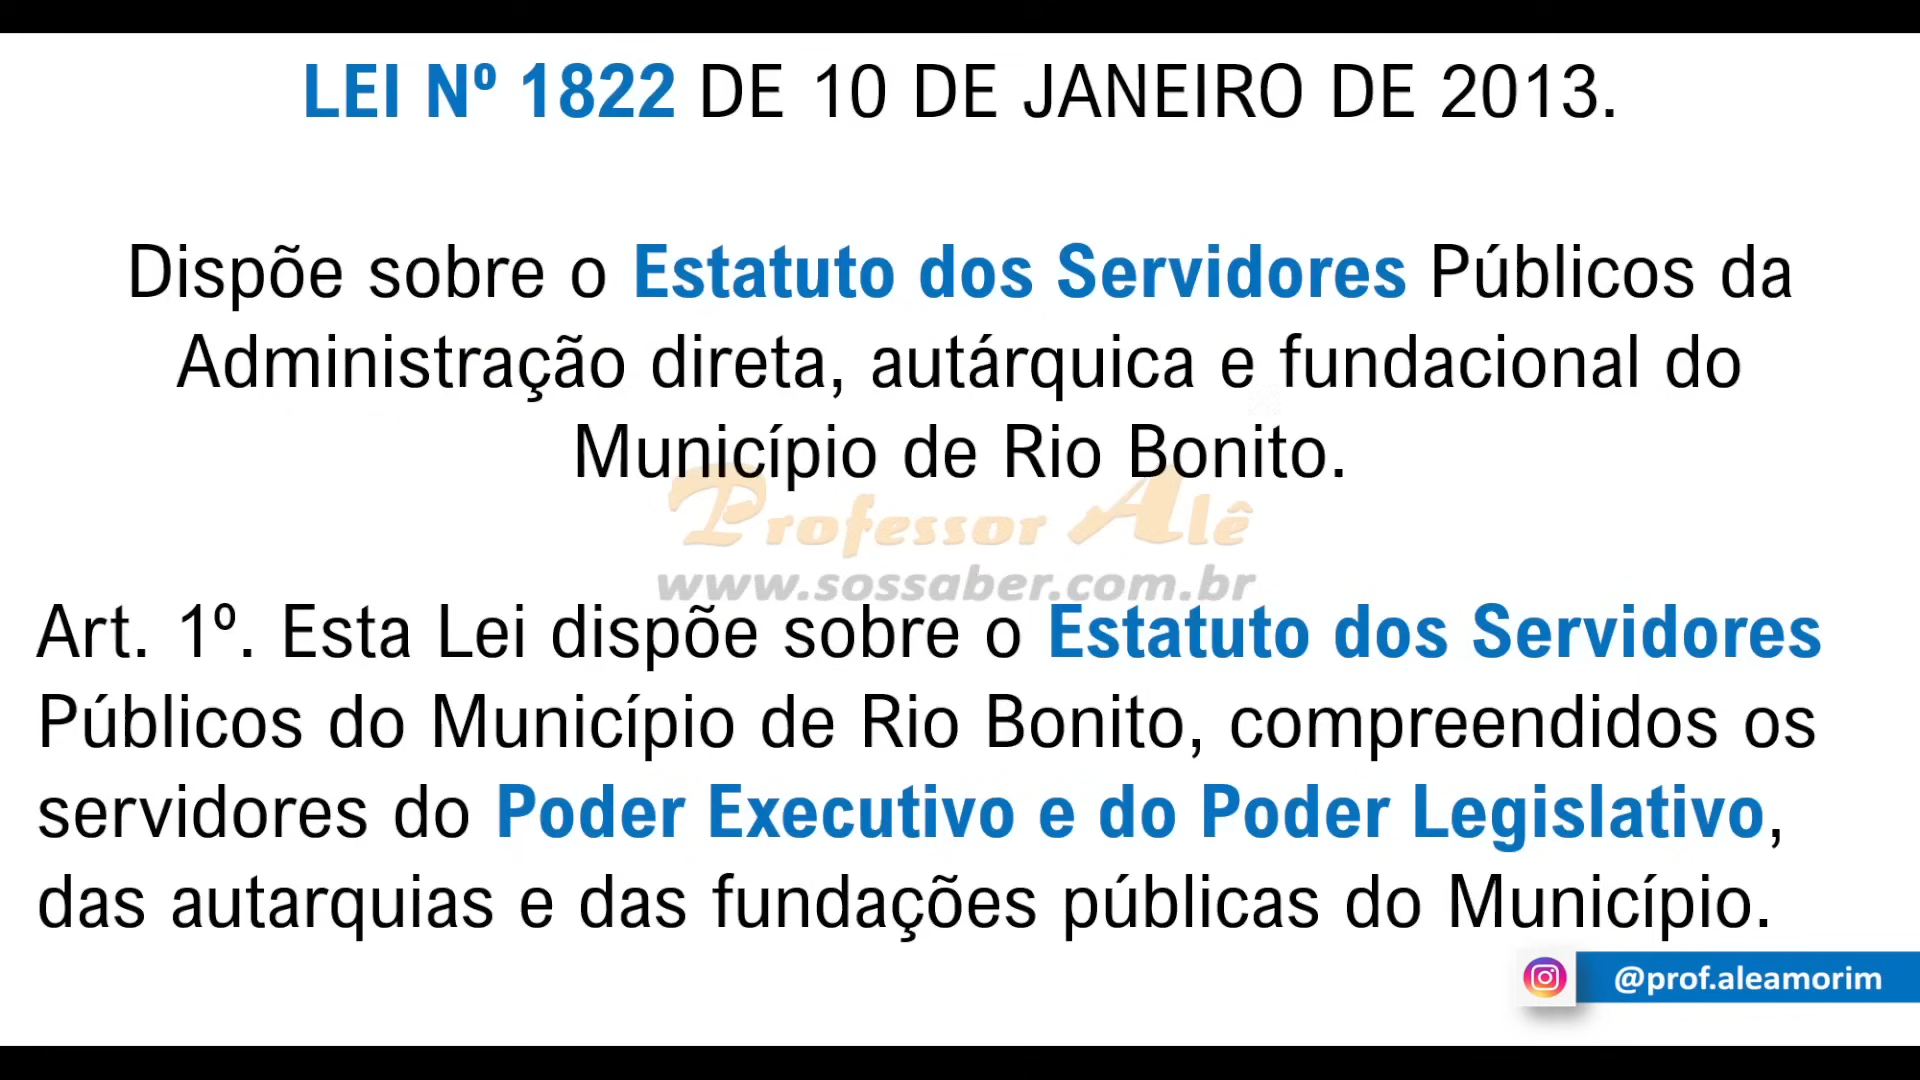 LEI Nº 1822 DE 10 DE JANEIRO DE 2013.
Dispõe sobre o Estatuto dos Servidores Públicos da
Administração direta, autárquica e fundacional do
Município de Rio Bonito.
Professor Alê
www.sossaber.com.br
Art. 1º. Esta Lei dispõe sobre o Estatuto dos Servidores
Públicos do Município de Rio Bonito, compreendidos os
servidores do Poder Executivo e do Poder Legislativo,
das autarquias e das fundações públicas do Município.
@prof.aleamorim